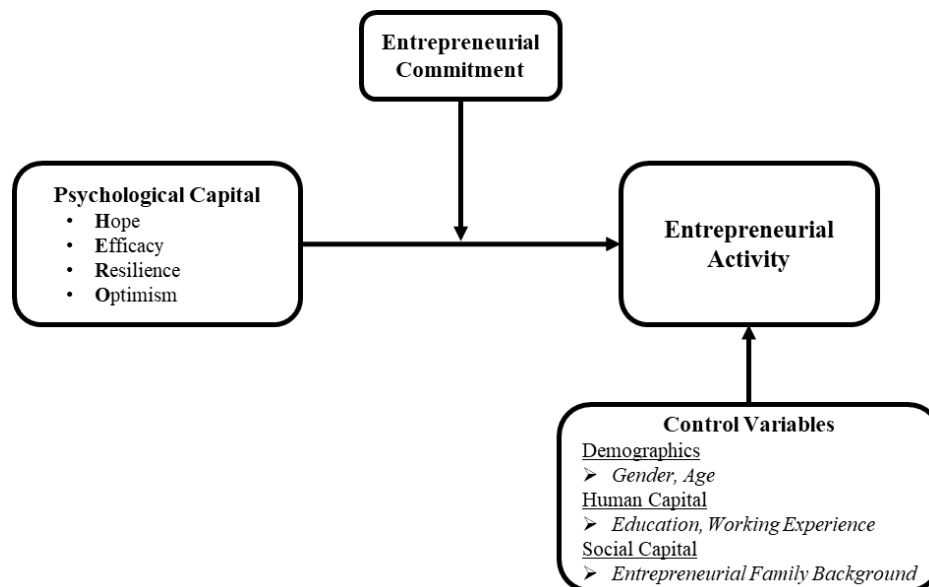 Entrepreneurial
Commitment
Psychological Capital
• Hope
• Efficacy
• Resilience
• Optimism
Entrepreneurial
Activity
Control Variables
Demographics
➢ Gender, Age
Human Capital
➢ Education, Working Experience
Social Capital
➢ Entrepreneurial Family Background